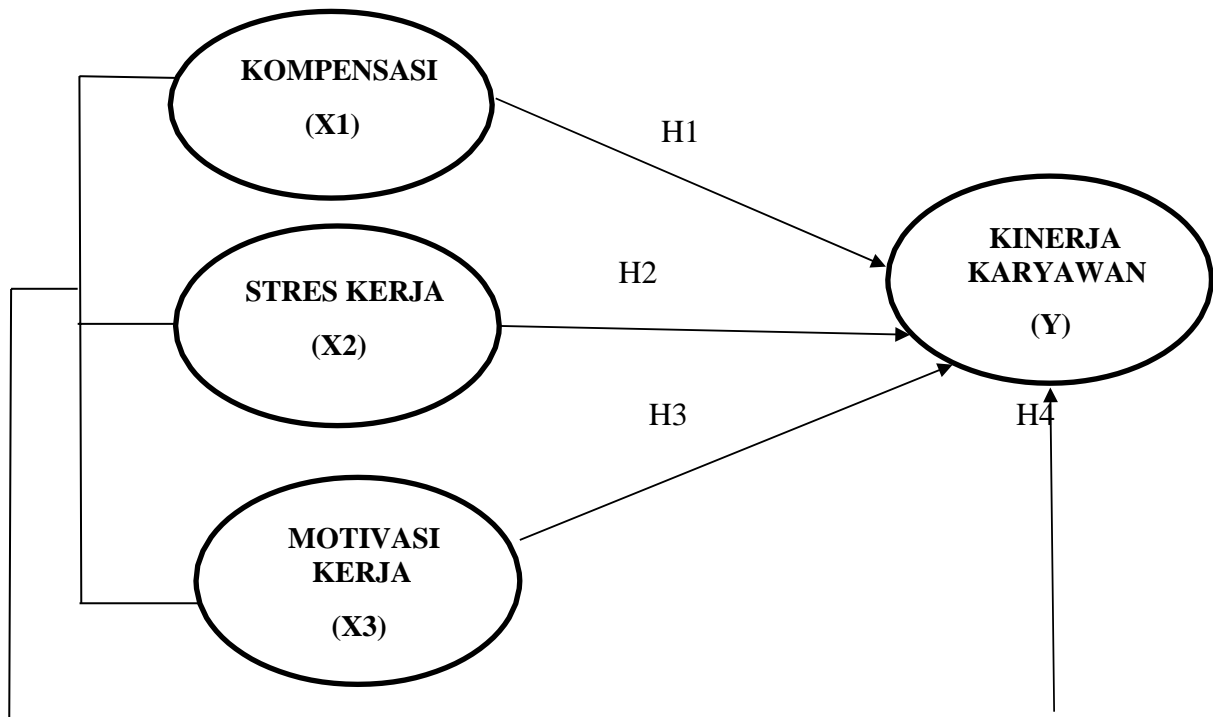 KOMPENSASI
(X1)
H1
KINERJA
KARYAWAN
(Y)
H2
STRES KERJA
(X2)
H3
H4
MOTIVASI
KERJA
(X3)